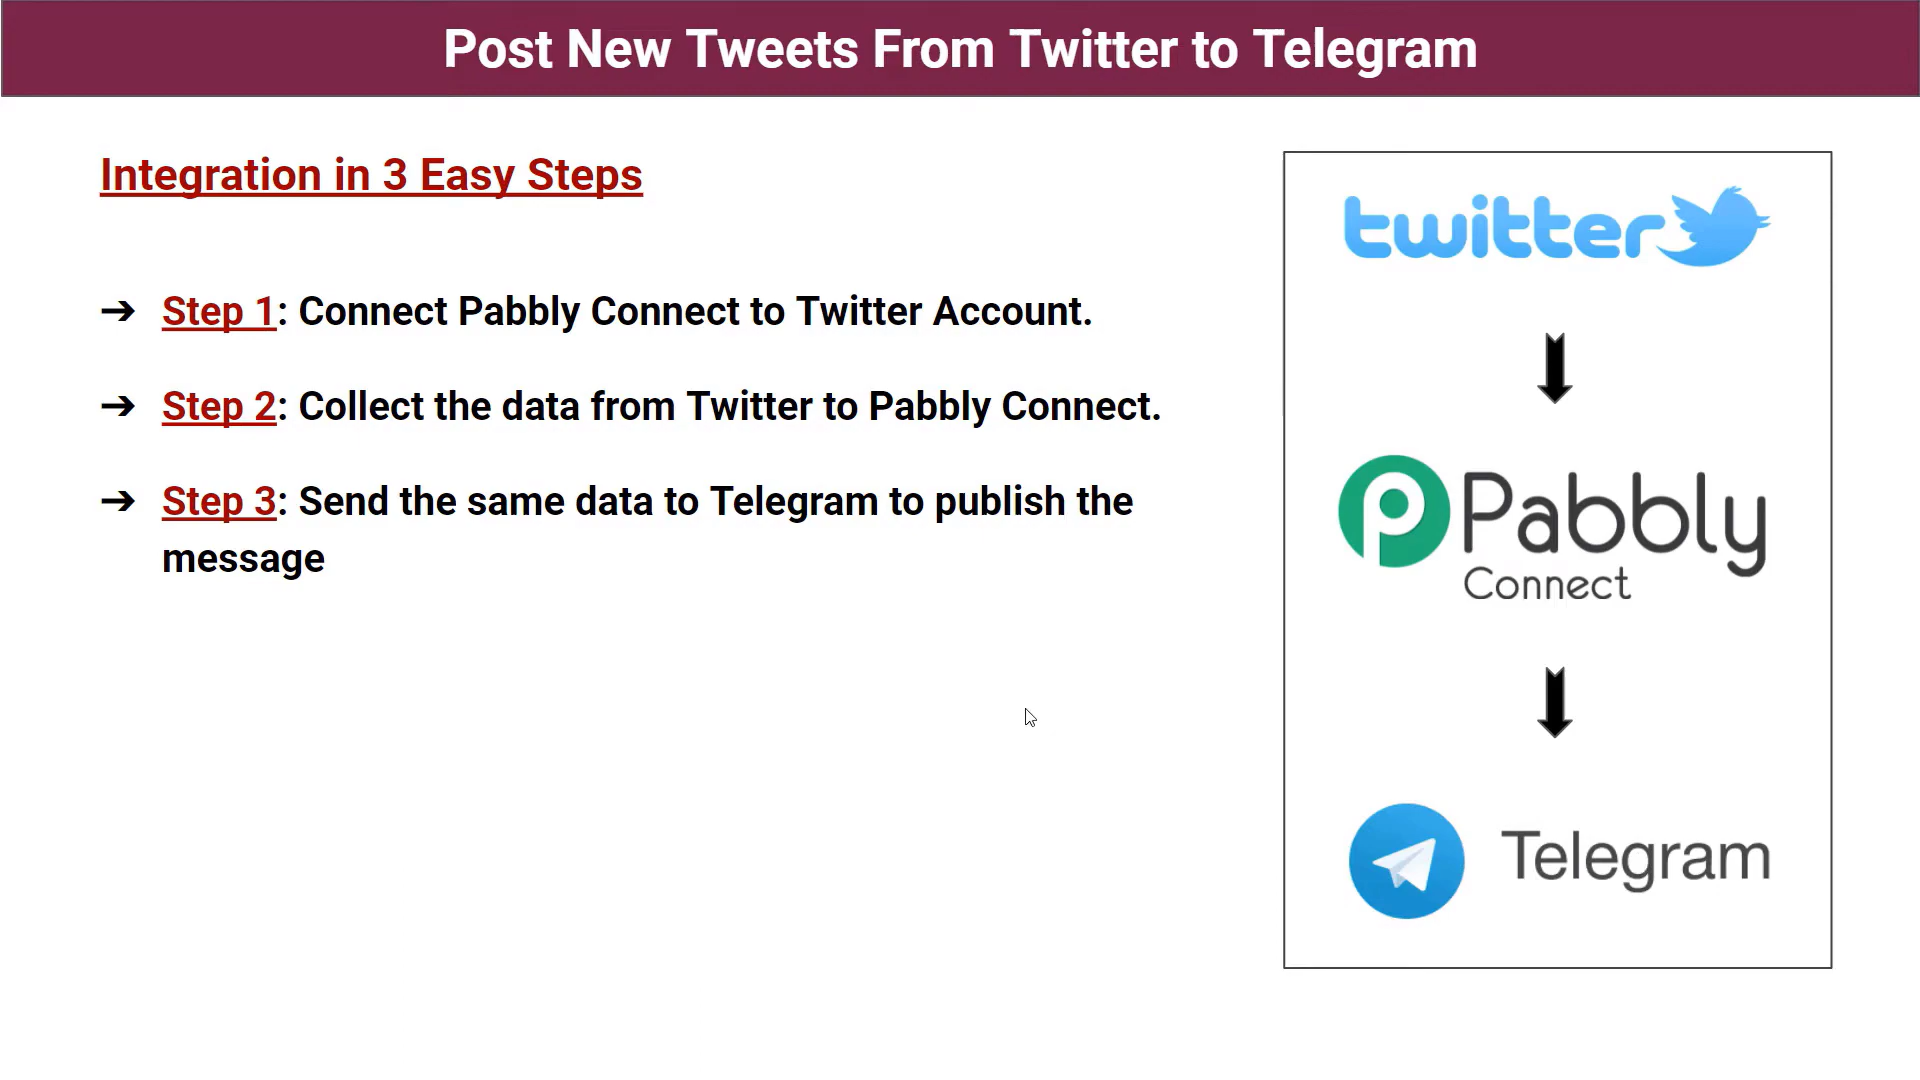 Post New Tweets From Twitter to Telegram
Integration in 3 Easy Steps
➔ Step 1: Connect Pabbly Connect to Twitter Account.
➔ Step 2: Collect the data from Twitter to Pabbly Connect.
➔ Step 3: Send the same data to Telegram to publish the
message
twitter
Pabbly
Connect
Telegram